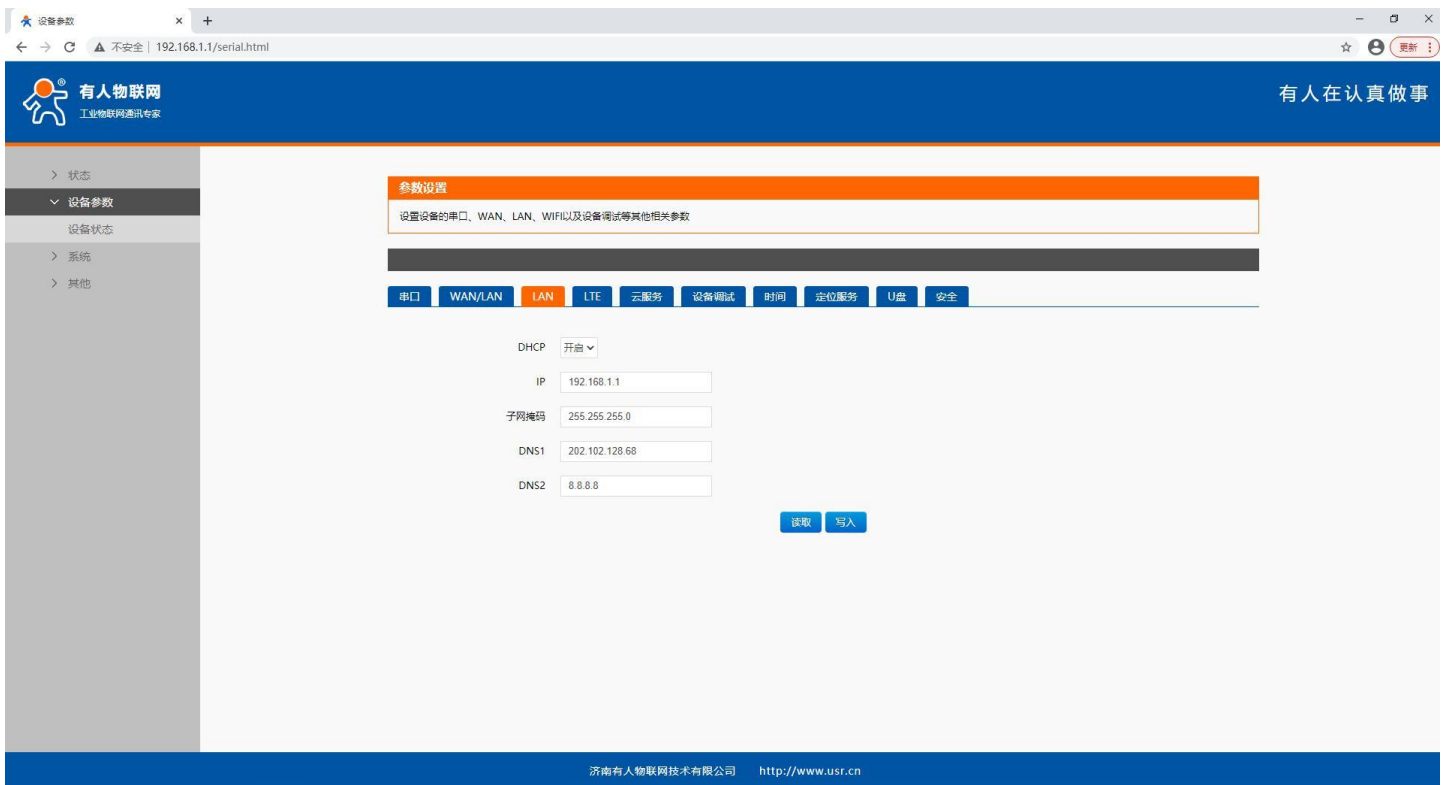 设备参数
不安全 | 192.168.1.1/serial.html
更新
有人物联网
®
工业物联网通讯专家
有人在认真做事
状态
设备参数
设备状态
系统
其他
参数设置
设置设备的串口、WAN、LAN、WIFI以及设备调试等其他相关参数
串口 WAN/LAN LAN LTE 云服务 设备调试 时间 定位服务 U盘 安全
DHCP 开启
IP 192.168.1.1
子网掩码 255.255.255.0
DNS1 202.102.128.68
DNS2 8.8.8.8
读取 写入
济南有人物联网技术有限公司 http://www.usr.cn